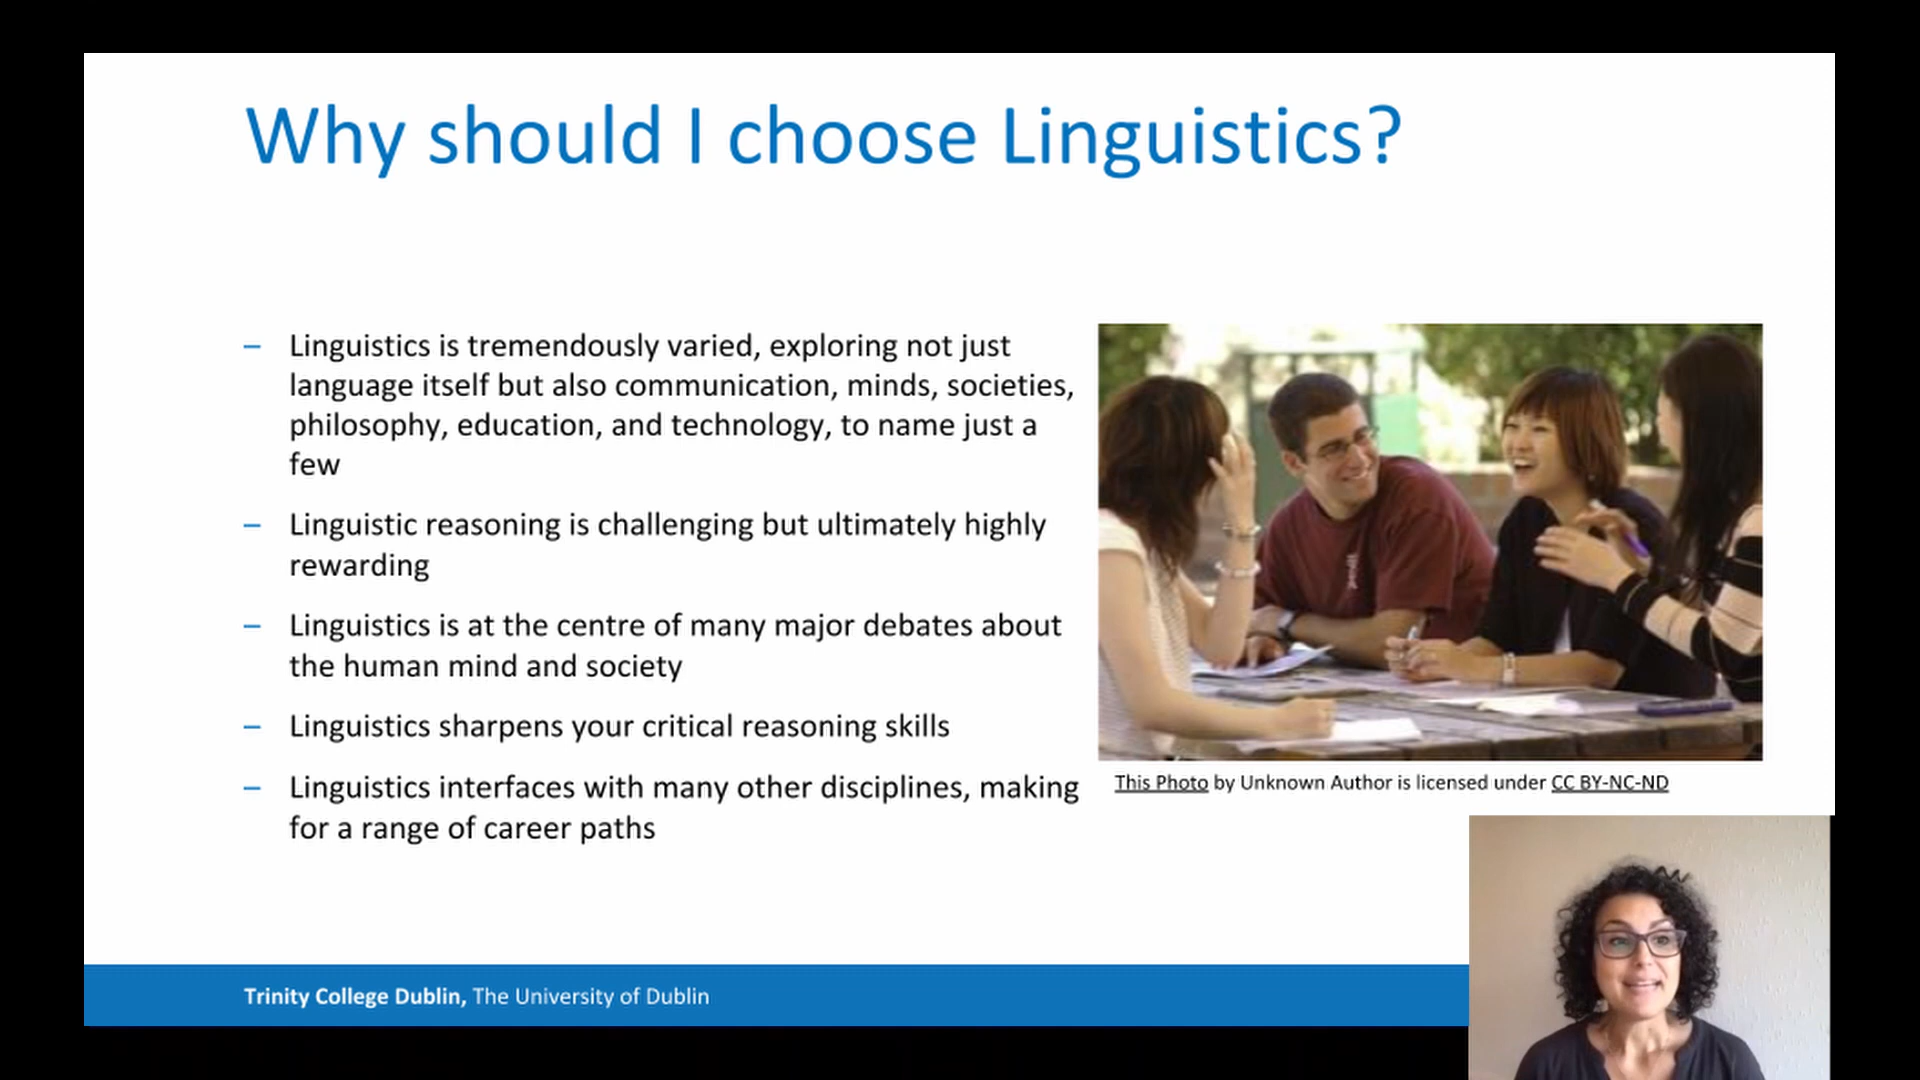 Why should I choose Linguistics?
– Linguistics is tremendously varied, exploring not just
language itself but also communication, minds, societies,
philosophy, education, and technology, to name just a
few
– Linguistic reasoning is challenging but ultimately highly
rewarding
– Linguistics is at the centre of many major debates about
the human mind and society
– Linguistics sharpens your critical reasoning skills
– Linguistics interfaces with many other disciplines, making
for a range of career paths
This Photo by Unknown Author is licensed under CC BY-NC-ND
Trinity College Dublin, The University of Dublin